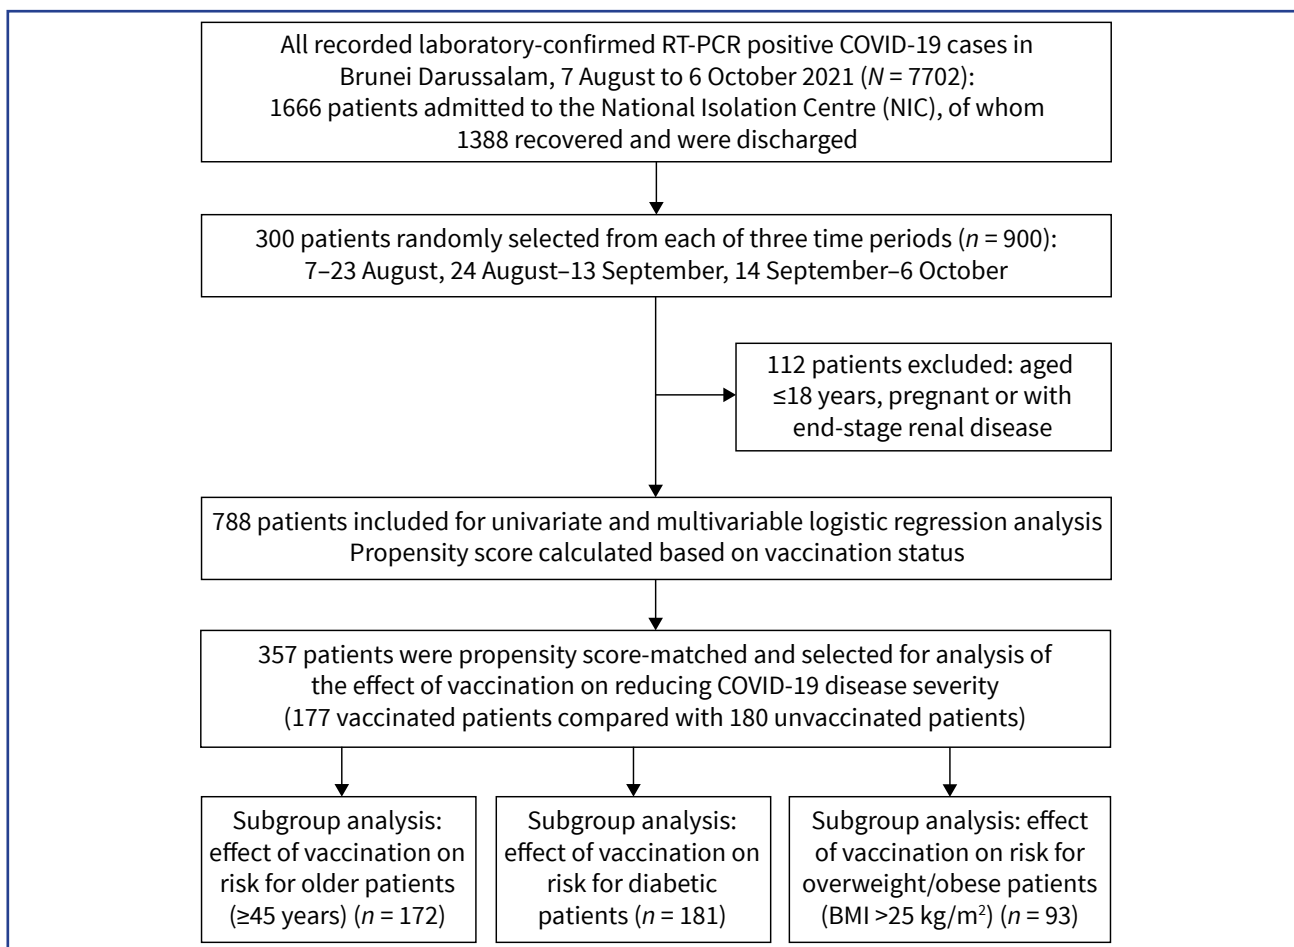 All recorded laboratory-confirmed RT-PCR positive COVID-19 cases in
Brunei Darussalam, 7 August to 6 October 2021 (N = 7702):
1666 patients admitted to the National Isolation Centre (NIC), of whom
1388 recovered and were discharged
300 patients randomly selected from each of three time periods (n = 900):
7–23 August, 24 August–13 September, 14 September–6 October
112 patients excluded: aged
≤18 years, pregnant or with
end-stage renal disease
788 patients included for univariate and multivariable logistic regression analysis
Propensity score calculated based on vaccination status
357 patients were propensity score-matched and selected for analysis of
the effect of vaccination on reducing COVID-19 disease severity
(177 vaccinated patients compared with 180 unvaccinated patients)
Subgroup analysis:
effect of vaccination on
risk for older patients
(≥45 years) (n = 172)
Subgroup analysis:
effect of vaccination on
risk for diabetic
patients (n = 181)
Subgroup analysis: effect
of vaccination on risk for
overweight/obese patients
(BMI >25 kg/m²) (n = 93)